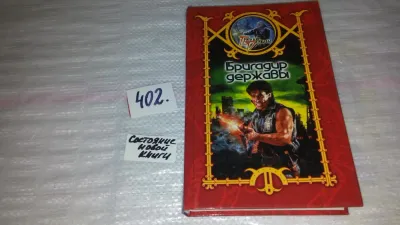 402.
Состояние
новой
книги
Бригадир
державы